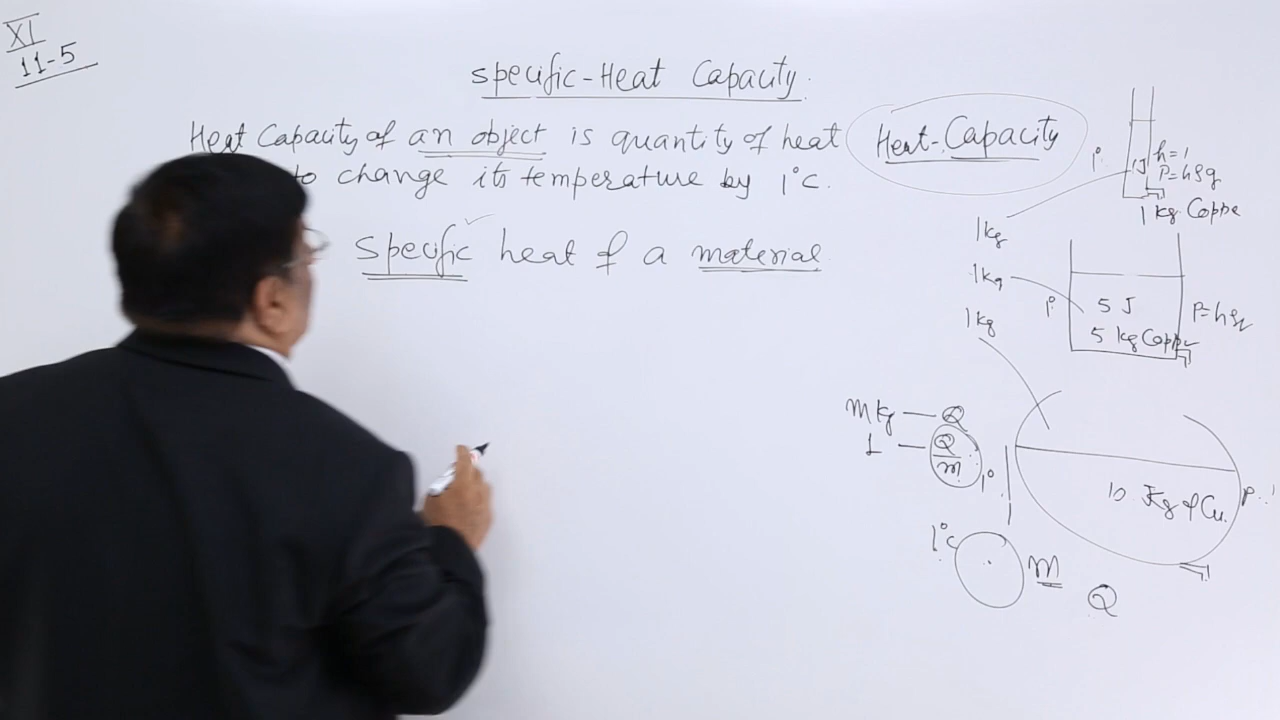 XI
11-5
Specific-Heat Capacity.
Heat Capacity of an object is quantity of heat
to change its temperature by 1°C.
Specific heat of a material
Heat-Capacity
1°
1J
h=1
P=hρg
1 kg Coppe
1kg
1kg
1kg
1°
5 J
5 kg Copper
P=hρg
M kg — Q
1 — Q/m
1°
10 Kg of Cu.
1°C
m
Q